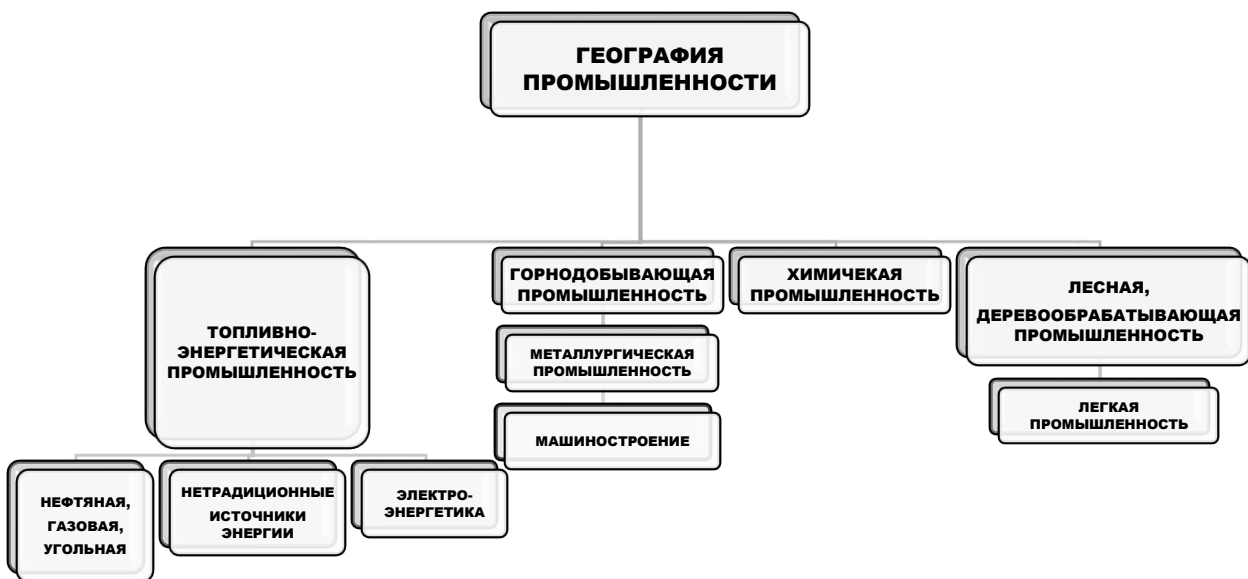 ГЕОГРАФИЯ
ПРОМЫШЛЕННОСТИ
ТОПЛИВНО-
ЭНЕРГЕТИЧЕСКАЯ
ПРОМЫШЛЕННОСТЬ
НЕФТЯНАЯ,
ГАЗОВАЯ,
УГОЛЬНАЯ
НЕТРАДИЦИОННЫЕ
ИСТОЧНИКИ
ЭНЕРГИИ
ЭЛЕКТРО-
ЭНЕРГЕТИКА
ГОРНОДОБЫВАЮЩАЯ
ПРОМЫШЛЕННОСТЬ
МЕТАЛЛУРГИЧЕСКАЯ
ПРОМЫШЛЕННОСТЬ
МАШИНОСТРОЕНИЕ
ХИМИЧЕКАЯ
ПРОМЫШЛЕННОСТЬ
ЛЕСНАЯ,
ДЕРЕВООБРАБАТЫВАЮЩАЯ
ПРОМЫШЛЕННОСТЬ
ЛЕГКАЯ
ПРОМЫШЛЕННОСТЬ